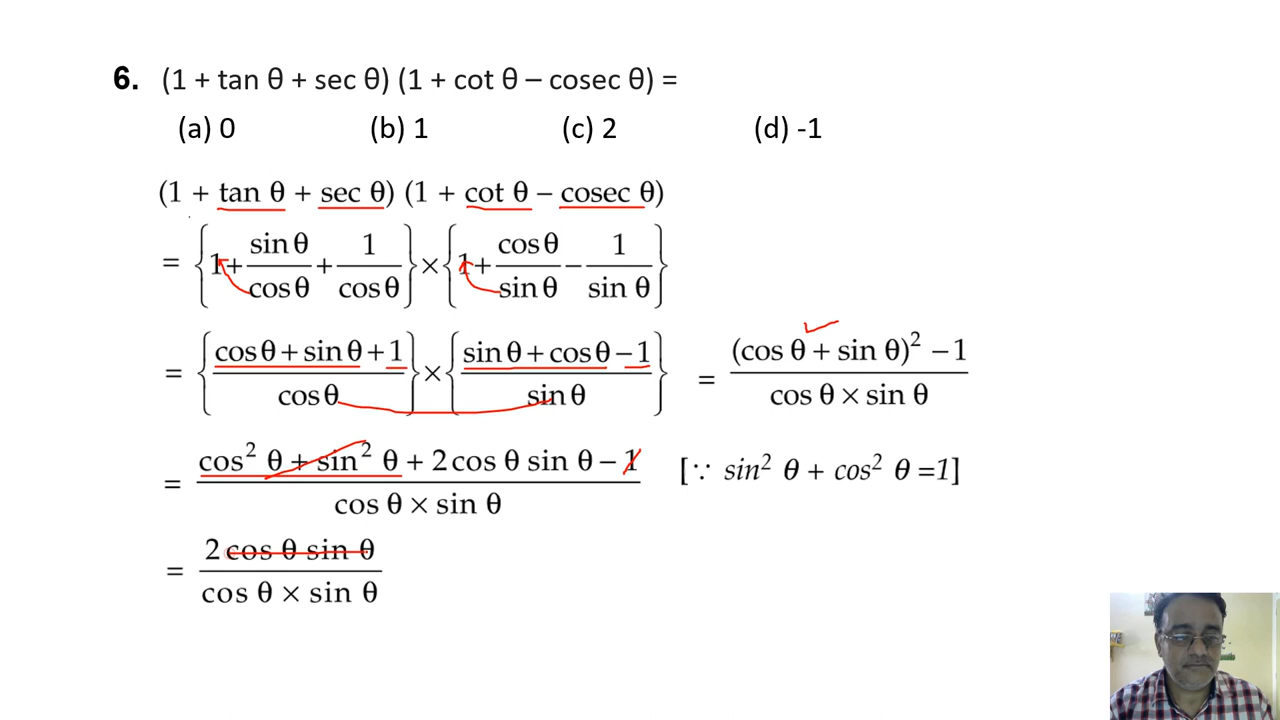 6. (1 + tan θ + sec θ) (1 + cot θ – cosec θ) =
(a) 0 (b) 1 (c) 2 (d) -1
(1 + tan θ + sec θ) (1 + cot θ – cosec θ)
= {1 + sin θ/cos θ + 1/cos θ} × {1 + cos θ/sin θ – 1/sin θ}
= {(cos θ + sin θ + 1)/cos θ} × {(sin θ + cos θ – 1)/sin θ} = ((cos θ + sin θ)² – 1)/(cos θ × sin θ)
= (cos² θ + sin² θ + 2 cos θ sin θ – 1)/(cos θ × sin θ) [∵ sin² θ + cos² θ =1]
= (2 cos θ sin θ)/(cos θ × sin θ)